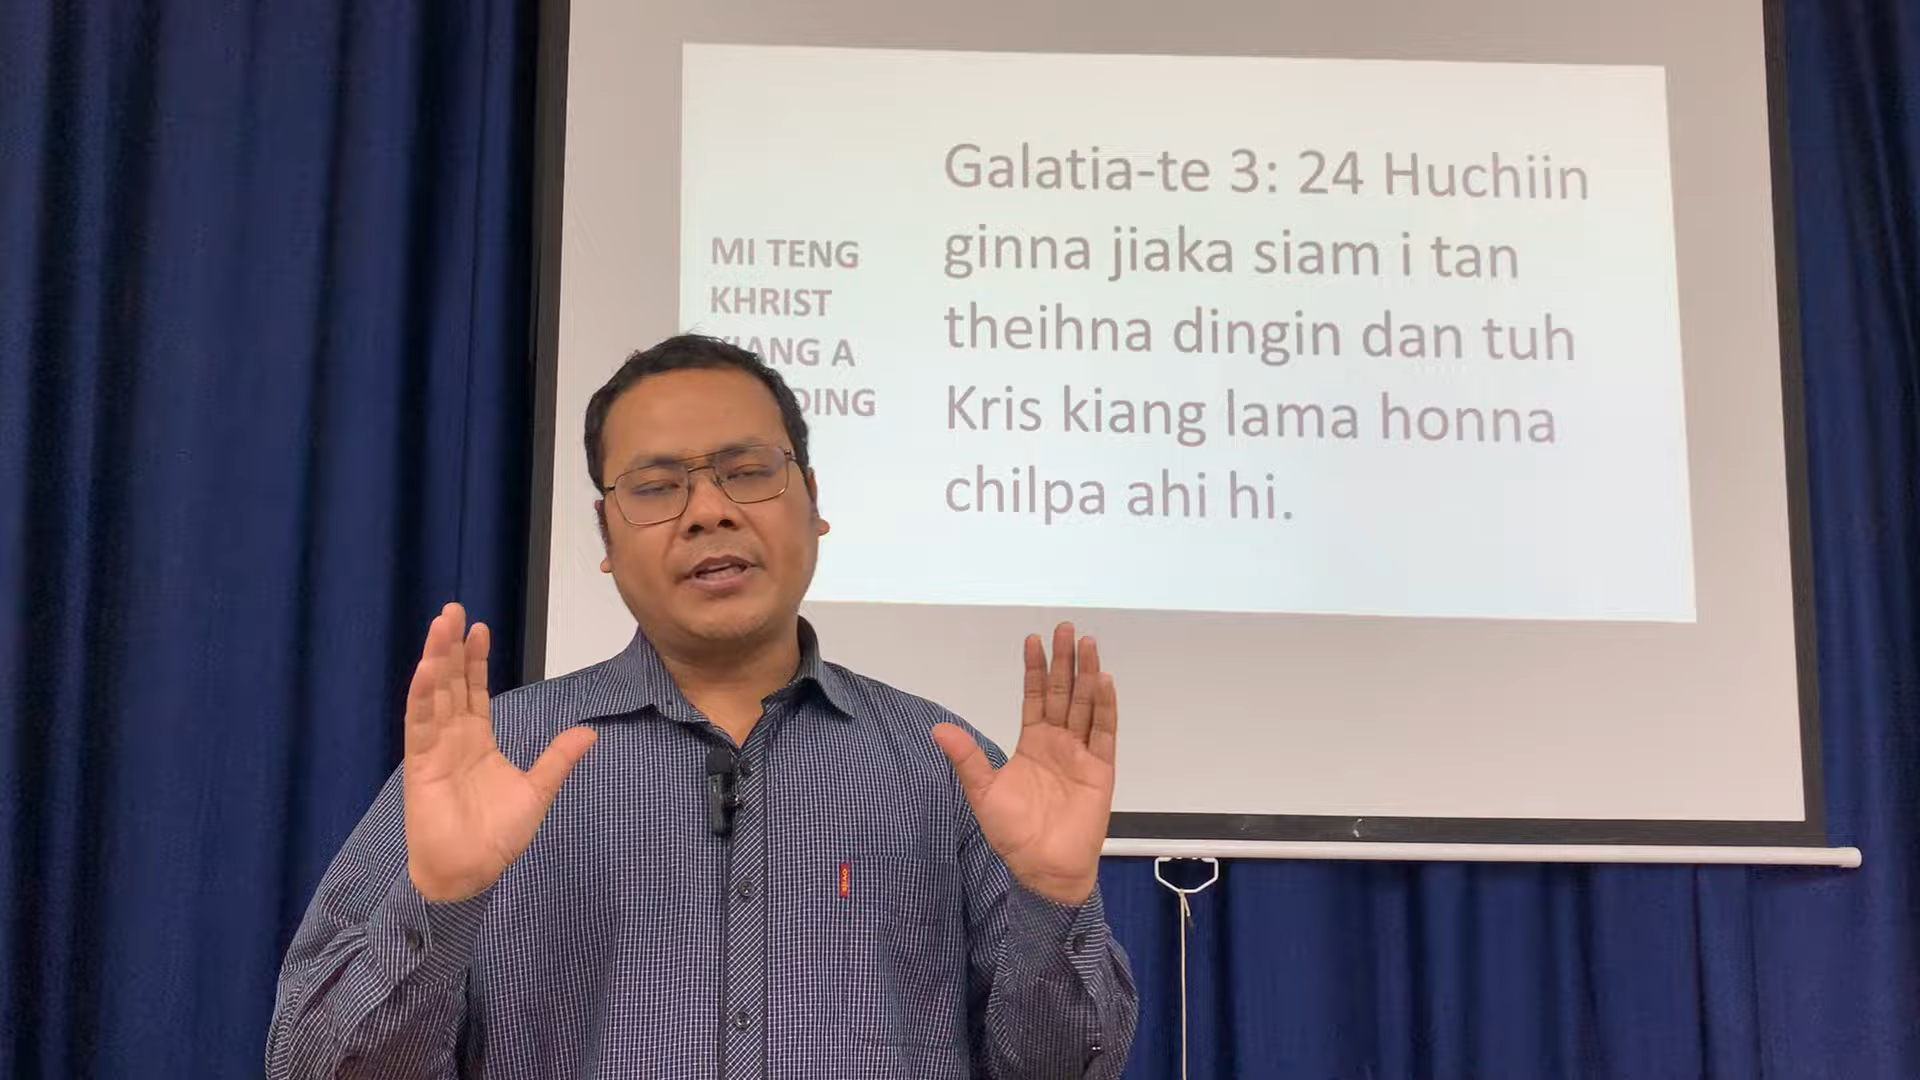 MI TENG
KHRIST
A
Galatia-te 3: 24 Huchiin
ginna jiaka siam i tan
theihna dingin dan tuh
Kris kiang lama honna
chilpa ahi hi.